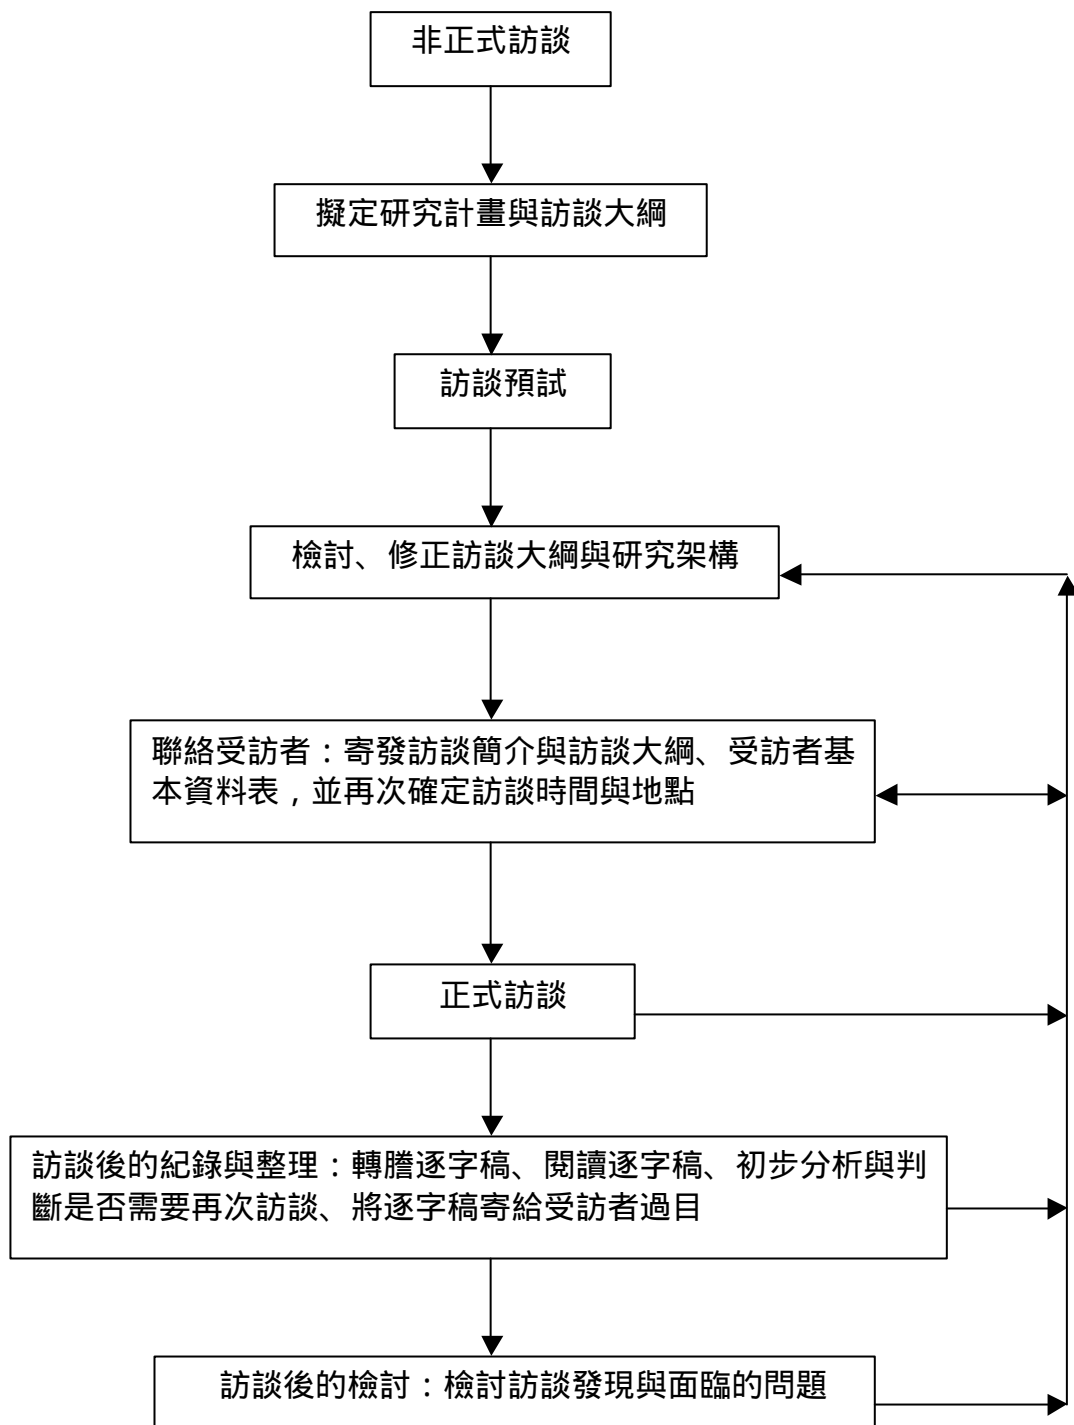 非正式訪談
擬定研究計畫與訪談大綱
訪談預試
檢討、修正訪談大綱與研究架構
聯絡受訪者：寄發訪談簡介與訪談大綱、受訪者基
本資料表，並再次確定訪談時間與地點
正式訪談
訪談後的紀錄與整理：轉謄逐字稿、閱讀逐字稿、初步分析與判
斷是否需要再次訪談、將逐字稿寄給受訪者過目
訪談後的檢討：檢討訪談發現與面臨的問題